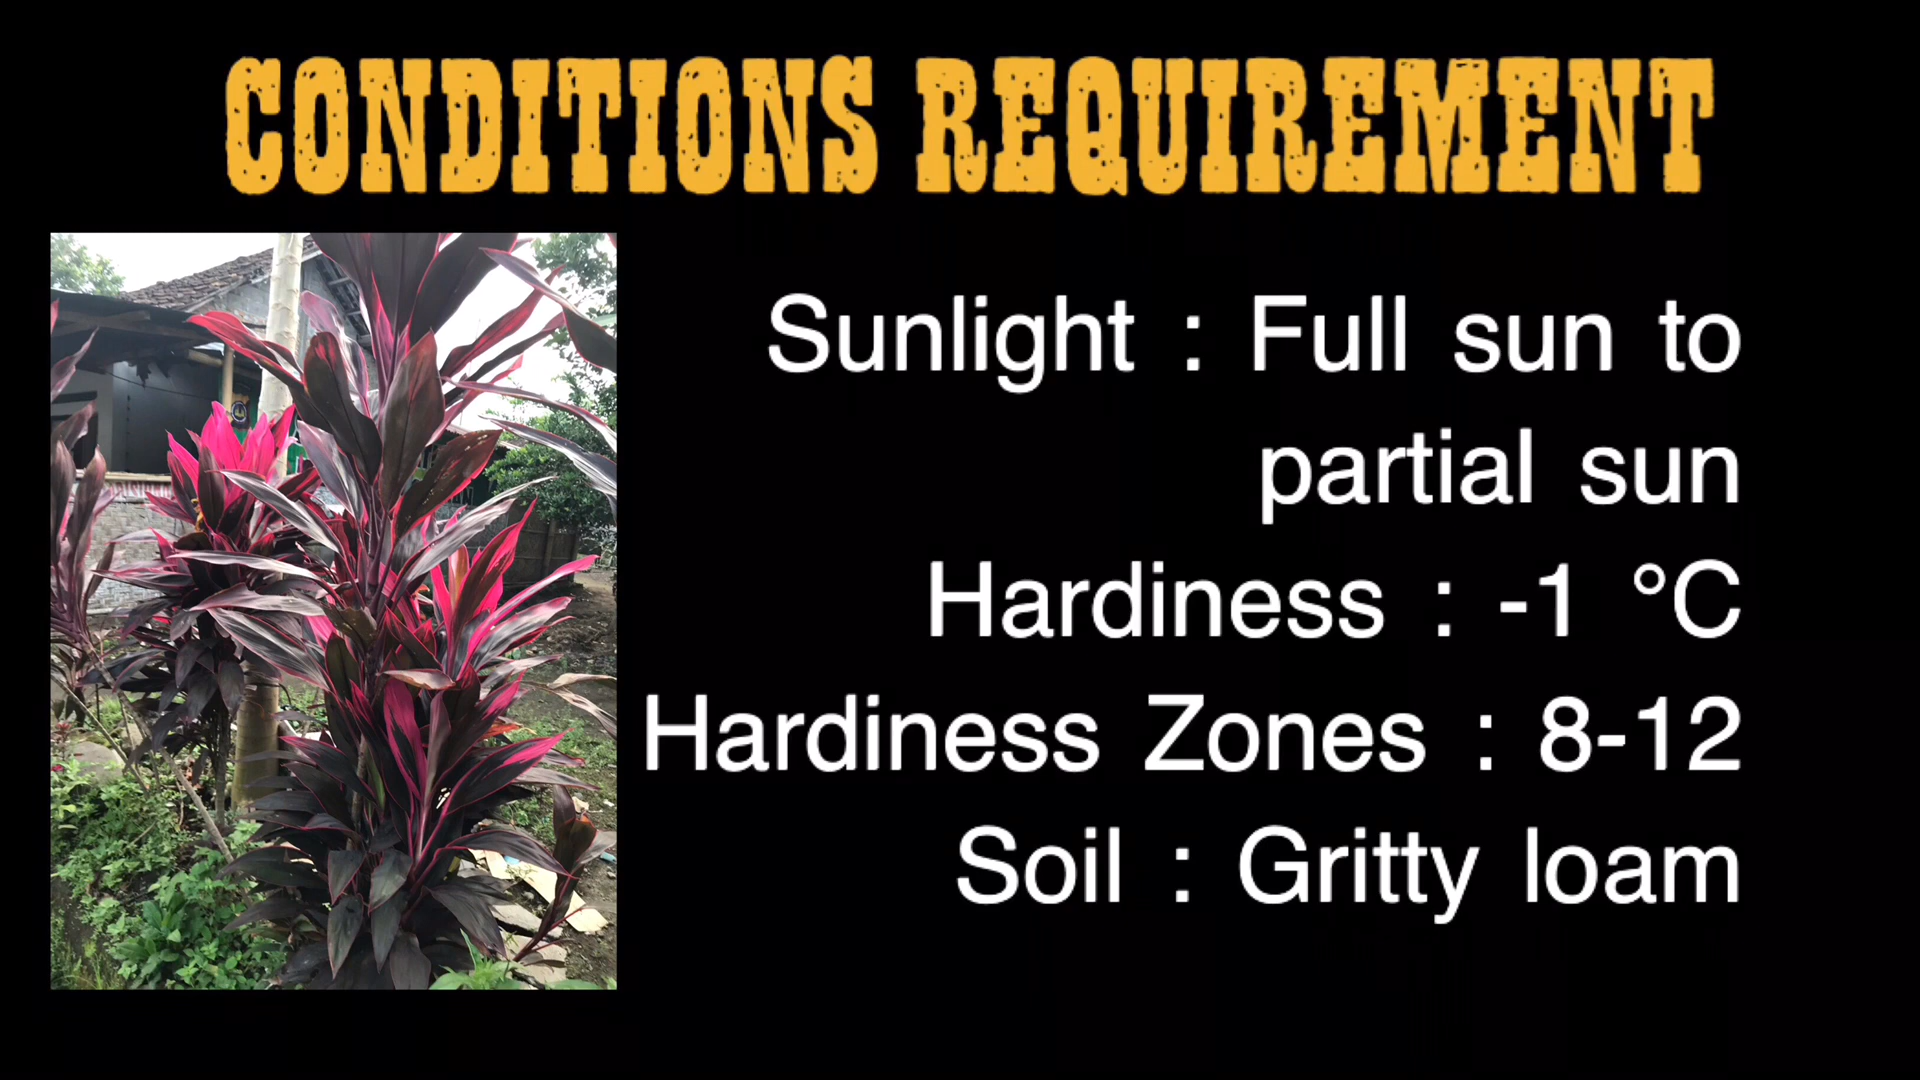 CONDITIONS REQUIREMENT
Sunlight : Full sun to
partial sun
Hardiness : -1 °C
Hardiness Zones : 8-12
Soil : Gritty loam